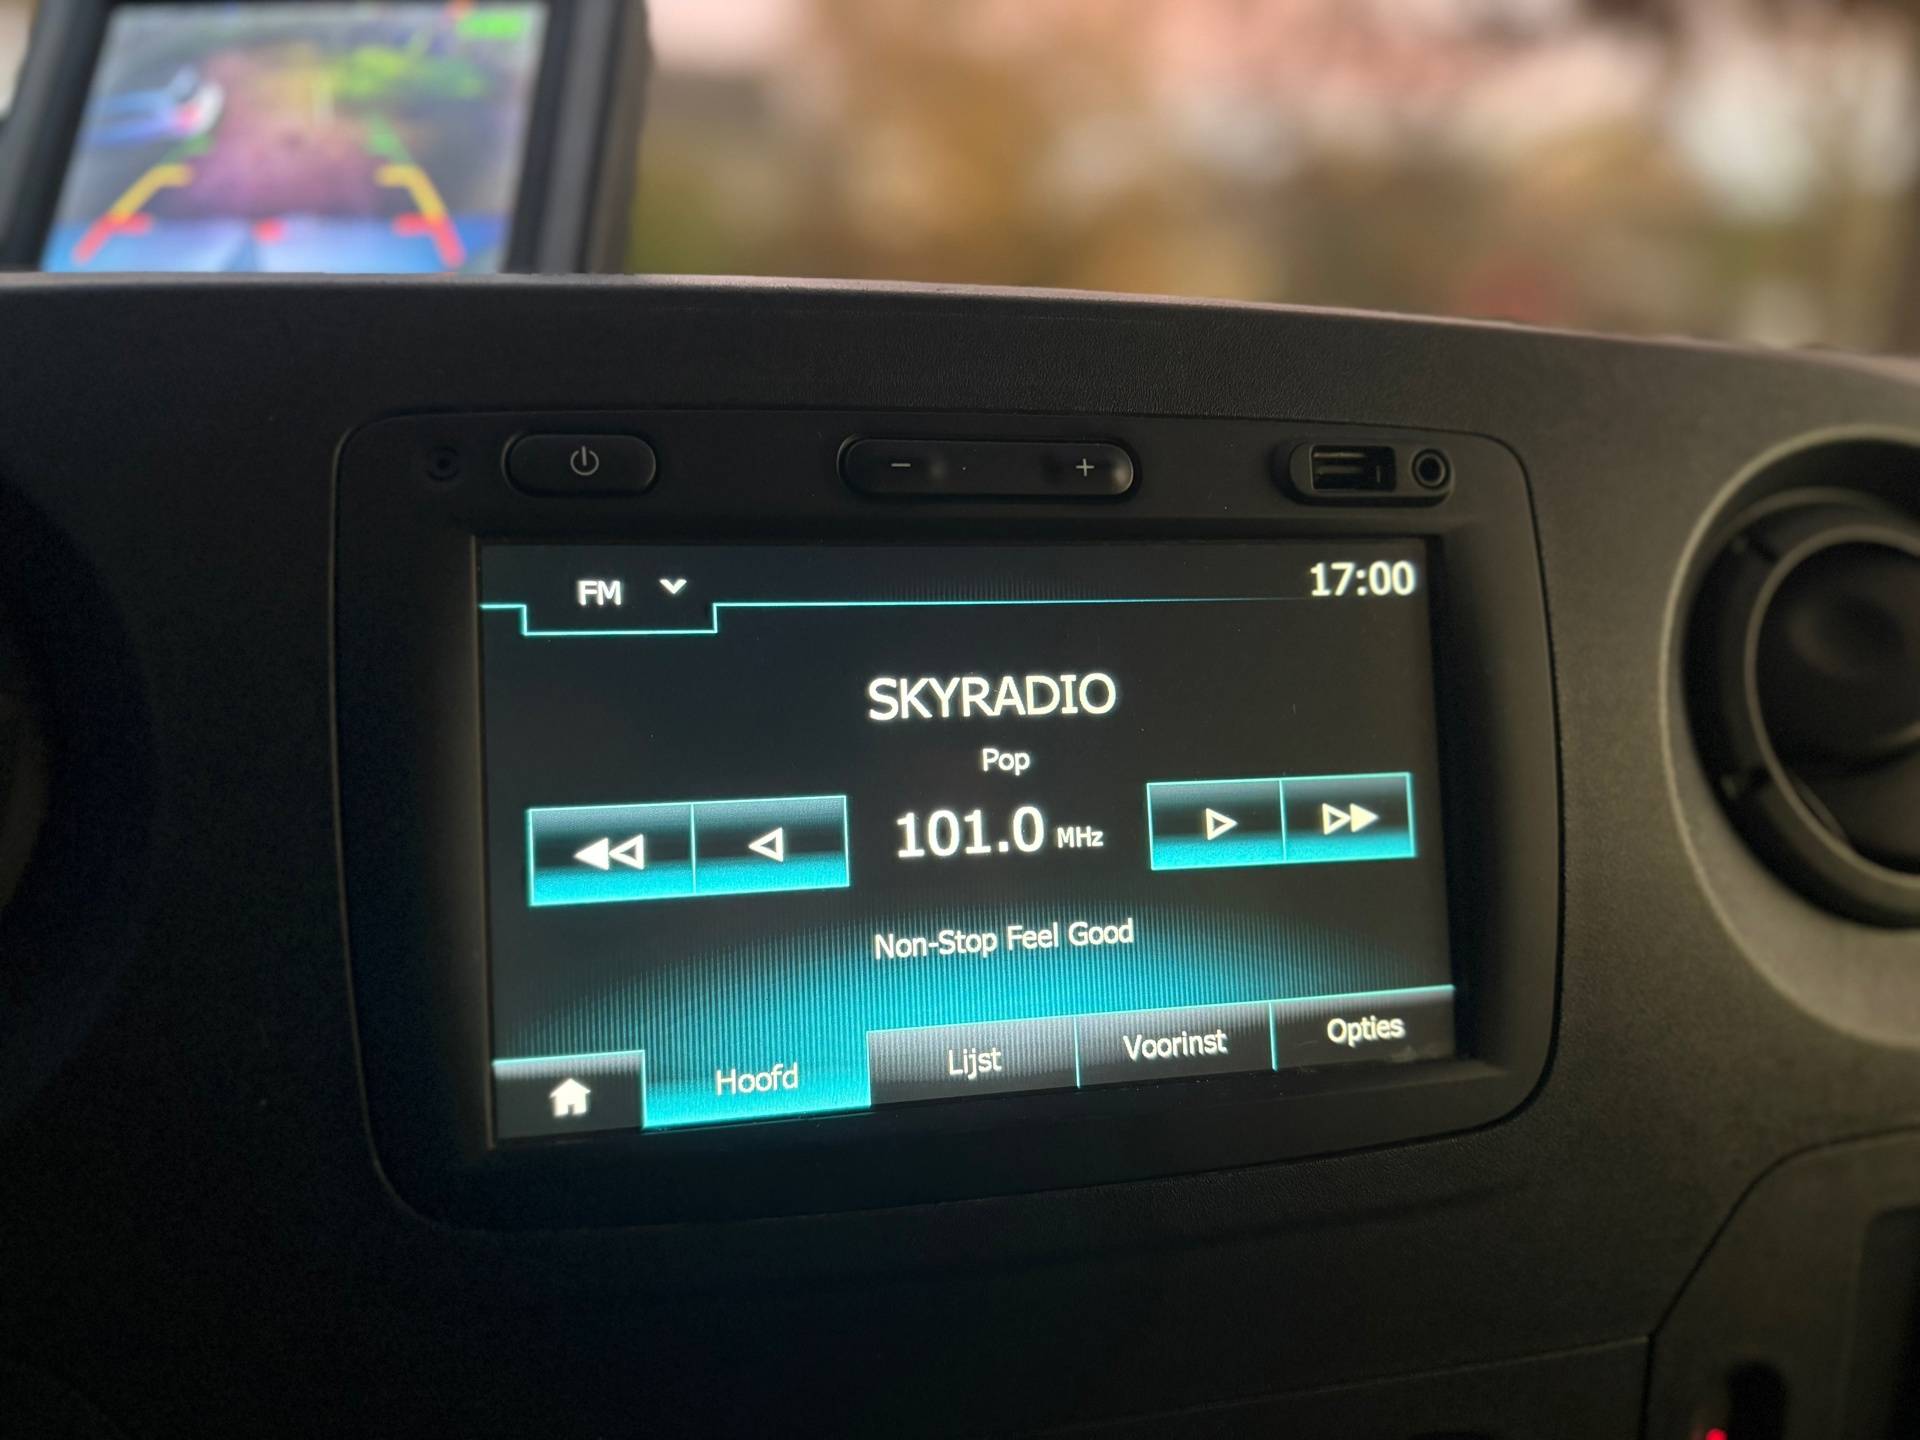 FM
17:00
SKYRADIO
Pop
101.0 MHz
Non-Stop Feel Good
Hoofd
Lijst
Voorinst
Opties